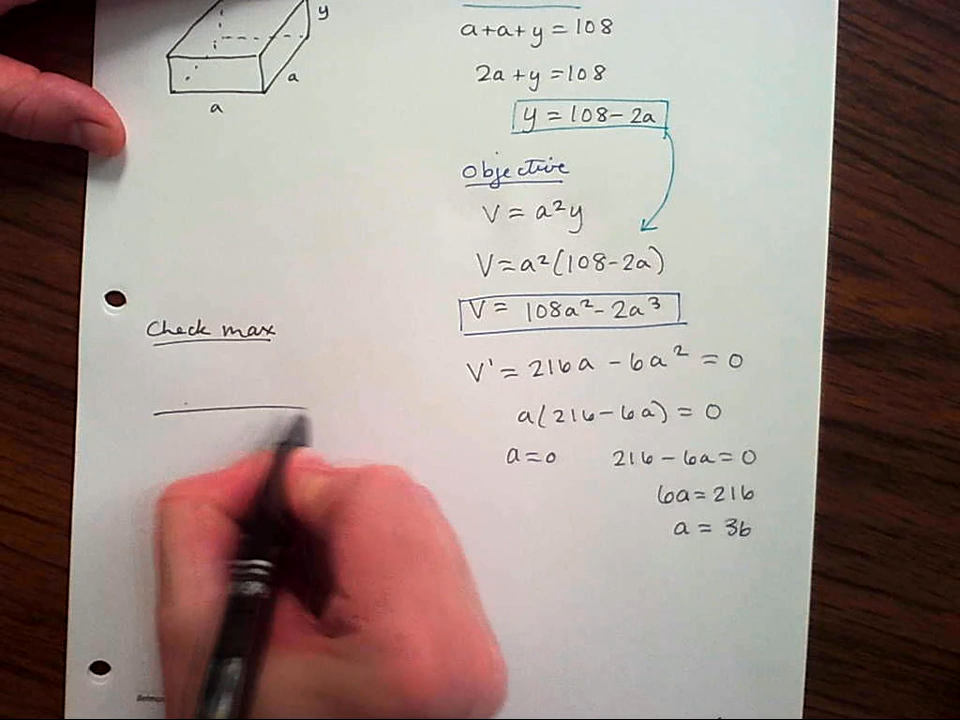 y
a
a
a+a+y = 108
2a+y = 108
y = 108-2a
Objective
V = a²y
V = a²(108-2a)
V = 108a² - 2a³
Check max
V' = 216a - 6a² = 0
a(216-6a) = 0
a=0 216-6a=0
6a=216
a = 36